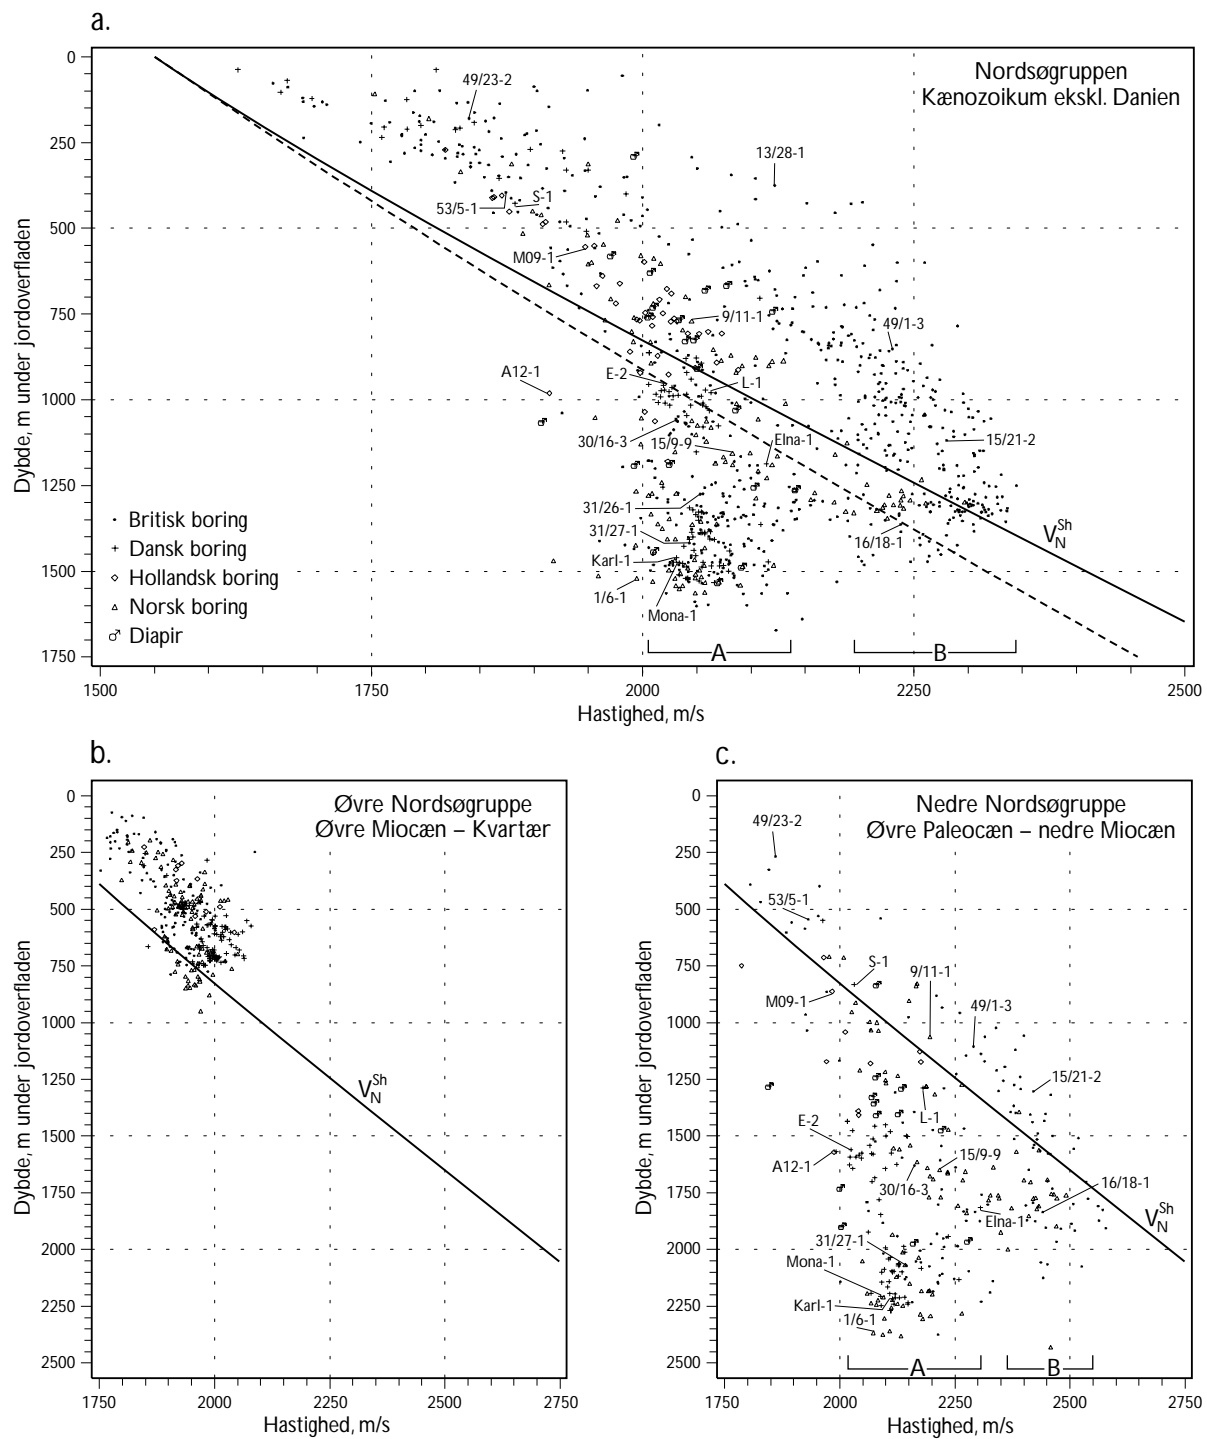 a.
Nordsøgruppen
Kænozoikum ekskl. Danien
0
250
500
750
1000
1250
1500
1750
Dybde, m under jordoverfladen
49/23-2
13/28-1
S-1
53/5-1
M09-1
9/11-1
49/1-3
A12-1
E-2
L-1
30/16-3
15/9-9
Elna-1
15/21-2
31/26-1
31/27-1
16/18-1
Karl-1
1/6-1
Mona-1
V_N^Sh
Britisk boring
Dansk boring
Hollandsk boring
Norsk boring
Diapir
A
B
1500
1750
2000
2250
2500
Hastighed, m/s
b.
Øvre Nordsøgruppe
Øvre Miocæn – Kvartær
0
250
500
750
1000
1250
1500
1750
2000
2250
2500
Dybde, m under jordoverfladen
V_N^Sh
1750
2000
2250
2500
2750
Hastighed, m/s
c.
Nedre Nordsøgruppe
Øvre Paleocæn – nedre Miocæn
0
250
500
750
1000
1250
1500
1750
2000
2250
2500
Dybde, m under jordoverfladen
49/23-2
53/5-1
S-1
9/11-1
M09-1
49/1-3
15/21-2
E-2
L-1
A12-1
15/9-9
30/16-3
16/18-1
Elna-1
V_N^Sh
31/27-1
Mona-1
Karl-1
1/6-1
A
B
1750
2000
2250
2500
2750
Hastighed, m/s